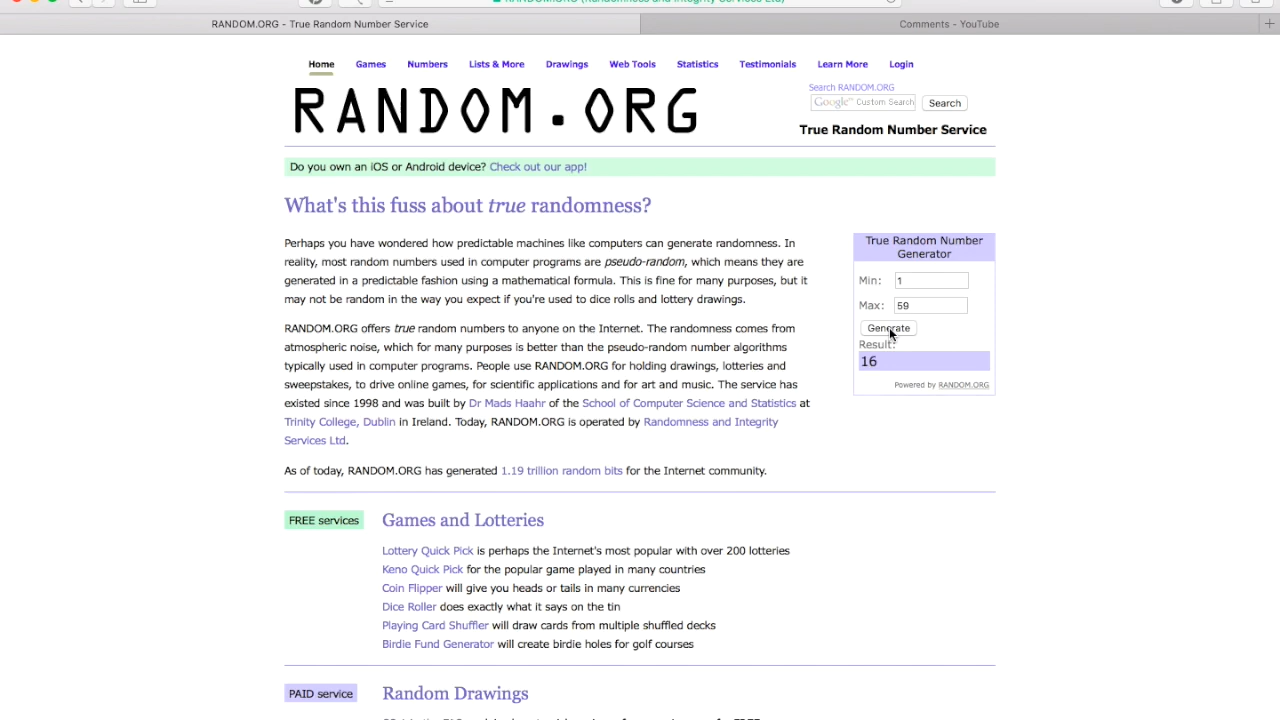 RANDOM.ORG - True Random Number Service
Comments - YouTube
Home Games Numbers Lists & More Drawings Web Tools Statistics Testimonials Learn More Login
RANDOM.ORG
Search RANDOM.ORG
Google™ Custom Search Search
True Random Number Service
Do you own an iOS or Android device? Check out our app!
What's this fuss about true randomness?
Perhaps you have wondered how predictable machines like computers can generate randomness. In
reality, most random numbers used in computer programs are pseudo-random, which means they are
generated in a predictable fashion using a mathematical formula. This is fine for many purposes, but it
may not be random in the way you expect if you're used to dice rolls and lottery drawings.
RANDOM.ORG offers true random numbers to anyone on the Internet. The randomness comes from
atmospheric noise, which for many purposes is better than the pseudo-random number algorithms
typically used in computer programs. People use RANDOM.ORG for holding drawings, lotteries and
sweepstakes, to drive online games, for scientific applications and for art and music. The service has
existed since 1998 and was built by Dr Mads Haahr of the School of Computer Science and Statistics at
Trinity College, Dublin in Ireland. Today, RANDOM.ORG is operated by Randomness and Integrity
Services Ltd.
As of today, RANDOM.ORG has generated 1.19 trillion random bits for the Internet community.
True Random Number
Generator
Min: 1
Max: 59
Generate
Result:
16
Powered by RANDOM.ORG
FREE services
Games and Lotteries
Lottery Quick Pick is perhaps the Internet's most popular with over 200 lotteries
Keno Quick Pick for the popular game played in many countries
Coin Flipper will give you heads or tails in many currencies
Dice Roller does exactly what it says on the tin
Playing Card Shuffler will draw cards from multiple shuffled decks
Birdie Fund Generator will create birdie holes for golf courses
PAID service
Random Drawings